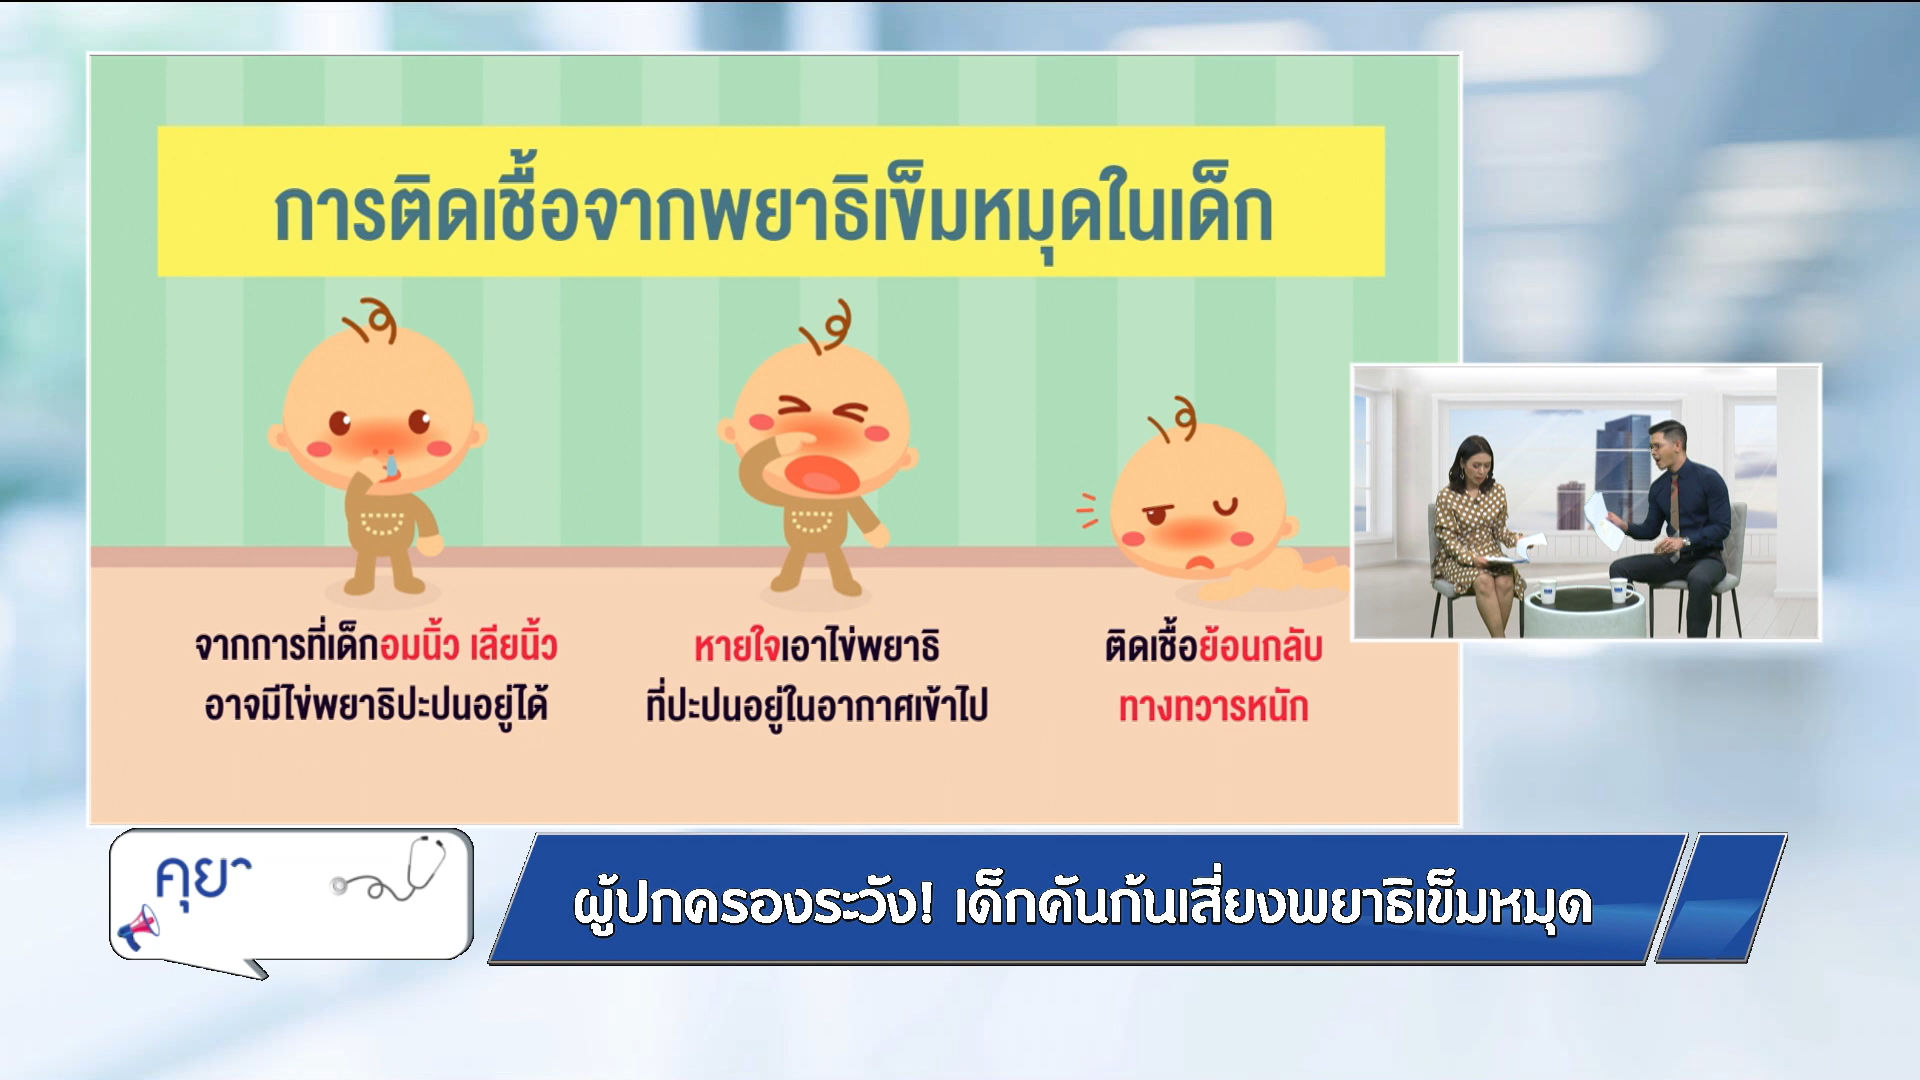 การติดเชื้อจากพยาธิเข็มหมุดในเด็ก
จากการที่เด็กอมนิ้ว เลียนิ้ว
อาจมีไข่พยาธิปะปนอยู่ได้
หายใจเอาไข่พยาธิ
ที่ปะปนอยู่ในอากาศเข้าไป
ติดเชื้อย้อนกลับ
ทางทวารหนัก
คุย
ผู้ปกครองระวัง! เด็กคันก้นเสี่ยงพยาธิเข็มหมุด